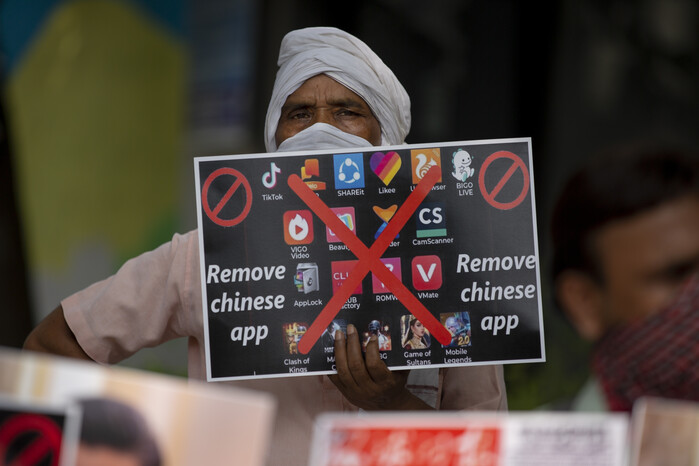 TikTok
SHAREit
Likee
BIGO
LIVE
VIGO
Video
CS
CamScanner
Remove
chinese
app
Remove
chinese
app
AppLock
VMate
Clash of
Kings
Game of
Sultans
Mobile
Legends